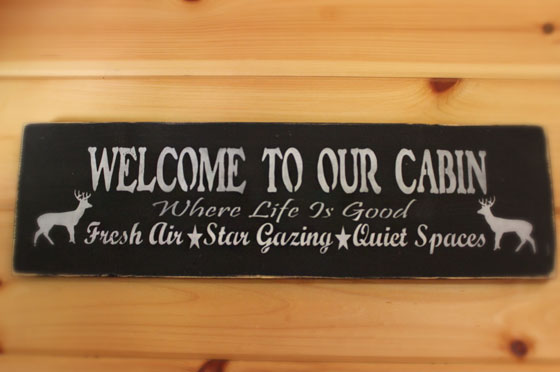 WELCOME TO OUR CABIN
Where Life Is Good
Fresh Air★Star Gazing★Quiet Spaces